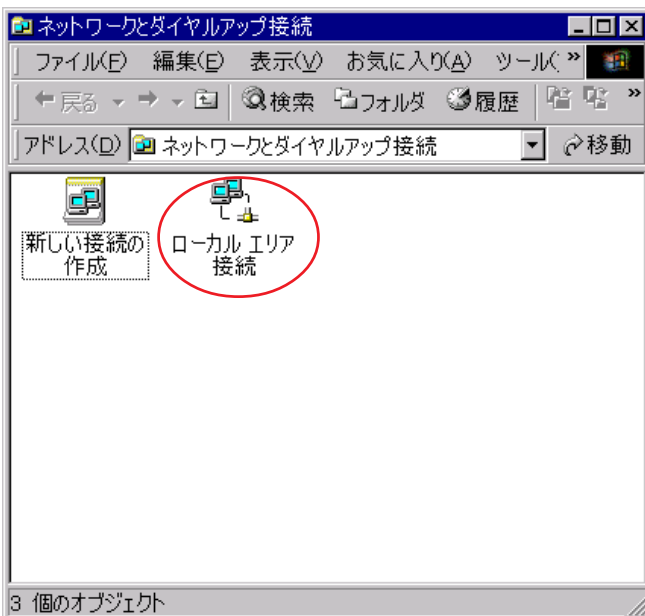 ネットワークとダイヤルアップ接続
ファイル(F) 編集(E) 表示(V) お気に入り(A) ツール( »
戻る 検索 フォルダ 履歴 »
アドレス(D) ネットワークとダイヤルアップ接続 移動
新しい接続の
作成
ローカル エリア
接続
3 個のオブジェクト